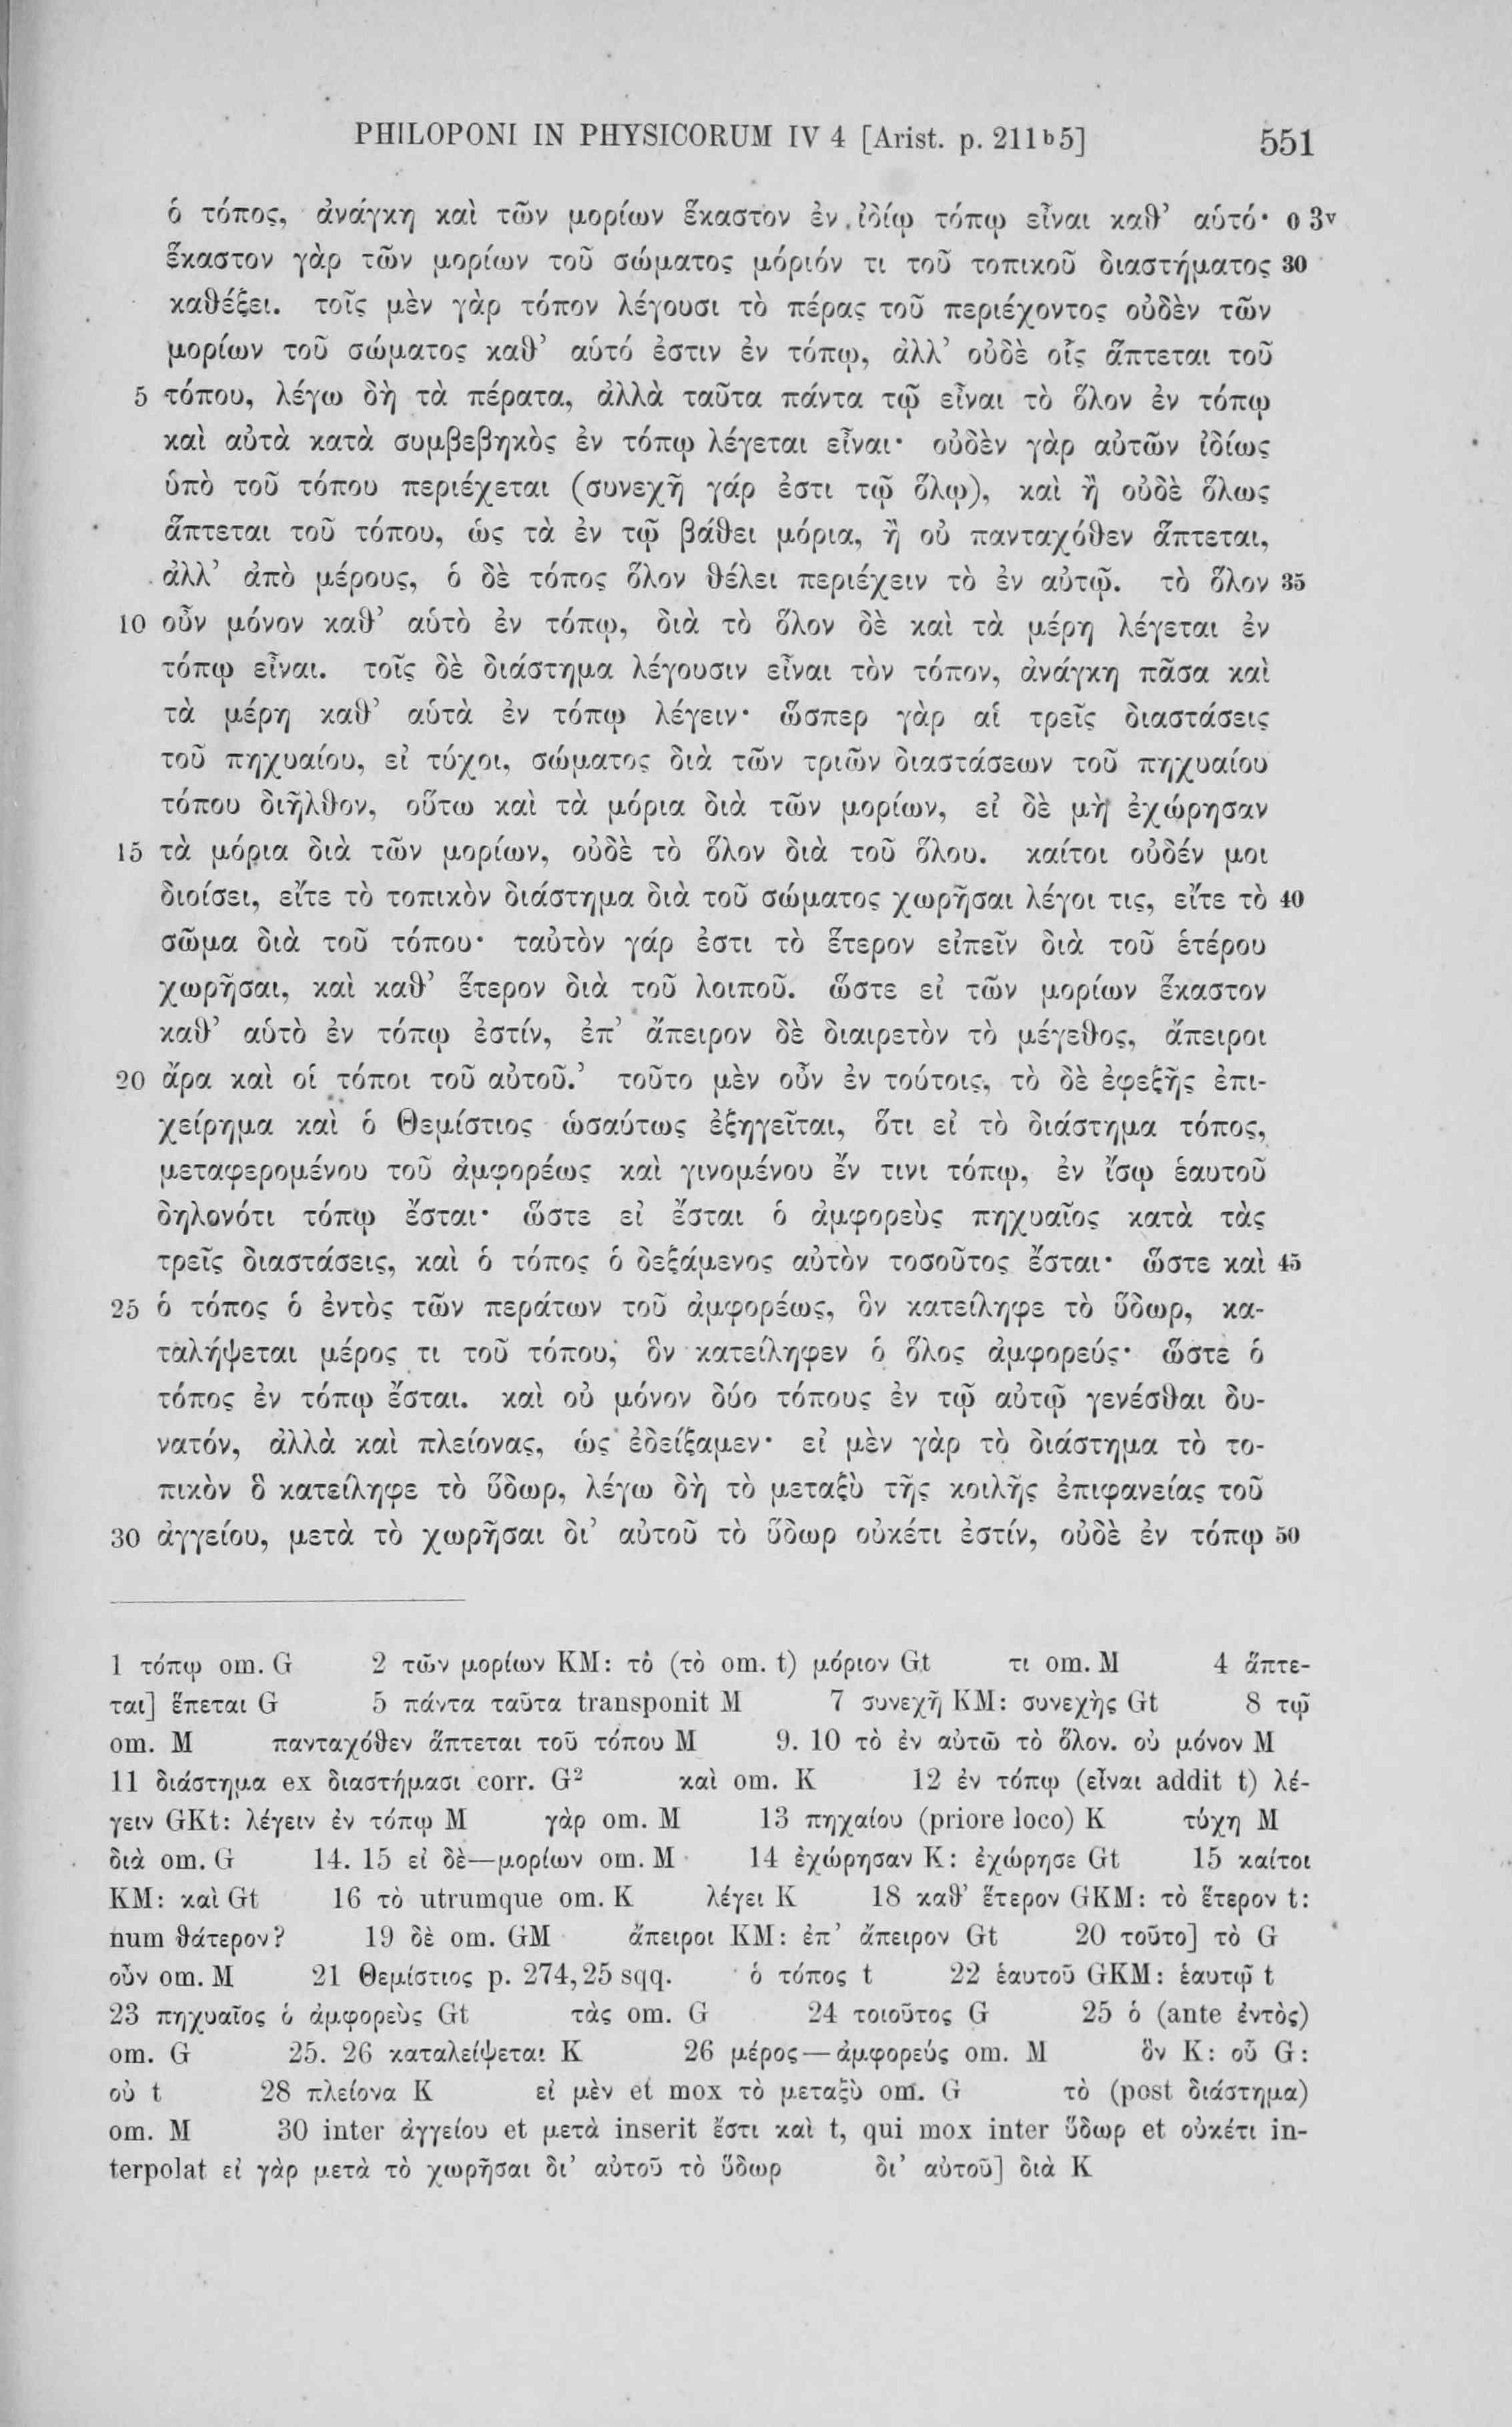 PHILOPONI IN PHYSICORUM IV 4 [Arist. p. 211ᵇ5] 551
ὁ τόπος, ἀνάγκη καὶ τῶν μορίων ἕκαστον ἐν ἰδίῳ τόπῳ εἶναι καθ’ αὑτό· ο 3ᵛ
ἕκαστον γὰρ τῶν μορίων τοῦ σώματος μόριόν τι τοῦ τοπικοῦ διαστήματος 30
καθέξει. τοῖς μὲν γὰρ τόπον λέγουσι τὸ πέρας τοῦ περιέχοντος οὐδὲν τῶν
μορίων τοῦ σώματος καθ’ αὑτό ἐστιν ἐν τόπῳ, ἀλλ’ οὐδὲ οἷς ἅπτεται τοῦ
5 τόπου, λέγω δὴ τὰ πέρατα, ἀλλὰ ταῦτα πάντα τῷ εἶναι τὸ ὅλον ἐν τόπῳ
καὶ αὐτὰ κατὰ συμβεβηκὸς ἐν τόπῳ λέγεται εἶναι· οὐδὲν γὰρ αὐτῶν ἰδίως
ὑπὸ τοῦ τόπου περιέχεται (συνεχῆ γάρ ἐστι τῷ ὅλῳ), καὶ ἢ οὐδὲ ὅλως
ἅπτεται τοῦ τόπου, ὡς τὰ ἐν τῷ βάθει μόρια, ἢ οὐ πανταχόθεν ἅπτεται,
ἀλλ’ ἀπὸ μέρους, ὁ δὲ τόπος ὅλον θέλει περιέχειν τὸ ἐν αὐτῷ. τὸ ὅλον 35
10 οὖν μόνον καθ’ αὑτὸ ἐν τόπῳ, διὰ τὸ ὅλον δὲ καὶ τὰ μέρη λέγεται ἐν
τόπῳ εἶναι. τοῖς δὲ διάστημα λέγουσιν εἶναι τὸν τόπον, ἀνάγκη πᾶσα καὶ
τὰ μέρη καθ’ αὑτὰ ἐν τόπῳ λέγειν· ὥσπερ γὰρ αἱ τρεῖς διαστάσεις
τοῦ πηχυαίου, εἰ τύχοι, σώματος διὰ τῶν τριῶν διαστάσεων τοῦ πηχυαίου
τόπου διῆλθον, οὕτω καὶ τὰ μόρια διὰ τῶν μορίων, εἰ δὲ μὴ ἐχώρησαν
15 τὰ μόρια διὰ τῶν μορίων, οὐδὲ τὸ ὅλον διὰ τοῦ ὅλου. καίτοι οὐδέν μοι
διοίσει, εἴτε τὸ τοπικὸν διάστημα διὰ τοῦ σώματος χωρῆσαι λέγοι τις, εἴτε τὸ 40
σῶμα διὰ τοῦ τόπου· ταὐτὸν γάρ ἐστι τὸ ἕτερον εἰπεῖν διὰ τοῦ ἑτέρου
χωρῆσαι, καὶ καθ’ ἕτερον διὰ τοῦ λοιποῦ. ὥστε εἰ τῶν μορίων ἕκαστον
καθ’ αὑτὸ ἐν τόπῳ ἐστίν, ἐπ’ ἄπειρον δὲ διαιρετὸν τὸ μέγεθος, ἄπειροι
20 ἄρα καὶ οἱ τόποι τοῦ αὐτοῦ.’ τοῦτο μὲν οὖν ἐν τούτοις, τὸ δὲ ἐφεξῆς ἐπι-
χείρημα καὶ ὁ Θεμίστιος ὡσαύτως ἐξηγεῖται, ὅτι εἰ τὸ διάστημα τόπος,
μεταφερομένου τοῦ ἀμφορέως καὶ γινομένου ἔν τινι τόπῳ, ἐν ἴσῳ ἑαυτοῦ
δηλονότι τόπῳ ἔσται· ὥστε εἰ ἔσται ὁ ἀμφορεὺς πηχυαῖος κατὰ τὰς
τρεῖς διαστάσεις, καὶ ὁ τόπος ὁ δεξάμενος αὐτὸν τοσοῦτος ἔσται· ὥστε καὶ 45
25 ὁ τόπος ὁ ἐντὸς τῶν περάτων τοῦ ἀμφορέως, ὃν κατείληφε τὸ ὕδωρ, κα-
ταλήψεται μέρος τι τοῦ τόπου, ὃν κατείληφεν ὁ ὅλος ἀμφορεύς· ὥστε ὁ
τόπος ἐν τόπῳ ἔσται. καὶ οὐ μόνον δύο τόπους ἐν τῷ αὐτῷ γενέσθαι δυ-
νατόν, ἀλλὰ καὶ πλείονας, ὡς ἐδείξαμεν· εἰ μὲν γὰρ τὸ διάστημα τὸ το-
πικὸν ὃ κατείληφε τὸ ὕδωρ, λέγω δὴ τὸ μεταξὺ τῆς κοιλῆς ἐπιφανείας τοῦ
30 ἀγγείου, μετὰ τὸ χωρῆσαι δι’ αὐτοῦ τὸ ὕδωρ οὐκέτι ἐστίν, οὐδὲ ἐν τόπῳ 50
1 τόπῳ om. G 2 τῶν μορίων KM: τὸ (τὸ om. t) μόριον Gt τι om. M 4 ἅπτε-
ται] ἕπεται G 5 πάντα ταῦτα transponit M 7 συνεχῆ KM: συνεχὴς Gt 8 τῷ
om. M πανταχόθεν ἅπτεται τοῦ τόπου M 9. 10 τὸ ἐν αὐτῶ τὸ ὅλον. οὐ μόνον M
11 διάστημα ex διαστήμασι corr. G² καὶ om. K 12 ἐν τόπῳ (εἶναι addit t) λέ-
γειν GKt: λέγειν ἐν τόπῳ M γὰρ om. M 13 πηχαίου (priore loco) K τύχη M
διὰ om. G 14. 15 εἰ δὲ—μορίων om. M 14 ἐχώρησαν K: ἐχώρησε Gt 15 καίτοι
KM: καὶ Gt 16 τὸ utrumque om. K λέγει K 18 καθ’ ἕτερον GKM: τὸ ἕτερον t:
num θάτερον? 19 δὲ om. GM ἄπειροι KM: ἐπ’ ἄπειρον Gt 20 τοῦτο] τὸ G
οὖν om. M 21 Θεμίστιος p. 274,25 sqq. ὁ τόπος t 22 ἑαυτοῦ GKM: ἑαυτῷ t
23 πηχυαῖος ὁ ἀμφορεὺς Gt τὰς om. G 24 τοιοῦτος G 25 ὁ (ante ἐντὸς)
om. G 25. 26 καταλείψεται K 26 μέρος—ἀμφορεύς om. M ὃν K: οὗ G:
οὐ t 28 πλείονα K εἰ μὲν et mox τὸ μεταξὺ om. G τὸ (post διάστημα)
om. M 30 inter ἀγγείου et μετὰ inserit ἔστι καὶ t, qui mox inter ὕδωρ et οὐκέτι in-
terpolat εἰ γὰρ μετὰ τὸ χωρῆσαι δι’ αὐτοῦ τὸ ὕδωρ δι’ αὐτοῦ] διὰ K